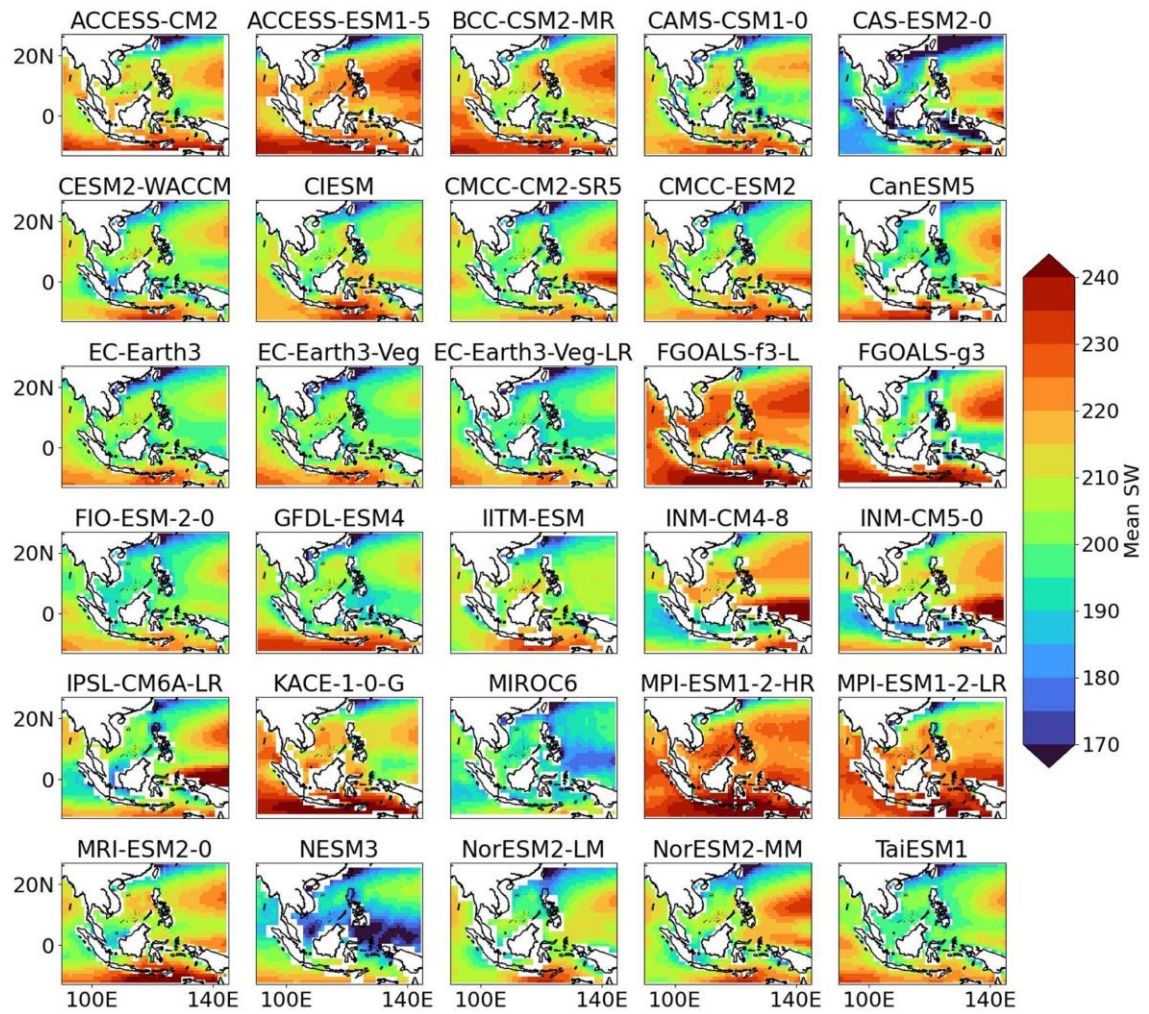 ACCESS-CM2 ACCESS-ESM1-5 BCC-CSM2-MR CAMS-CSM1-0 CAS-ESM2-0
20N
0
CESM2-WACCM CIESM CMCC-CM2-SR5 CMCC-ESM2 CanESM5
20N
0
EC-Earth3 EC-Earth3-Veg EC-Earth3-Veg-LR FGOALS-f3-L FGOALS-g3
20N
0
FIO-ESM-2-0 GFDL-ESM4 IITM-ESM INM-CM4-8 INM-CM5-0
20N
0
IPSL-CM6A-LR KACE-1-0-G MIROC6 MPI-ESM1-2-HR MPI-ESM1-2-LR
20N
0
MRI-ESM2-0 NESM3 NorESM2-LM NorESM2-MM TaiESM1
20N
0
100E 140E 100E 140E 100E 140E 100E 140E 100E 140E
240
230
220
210
200
190
180
170
Mean SW